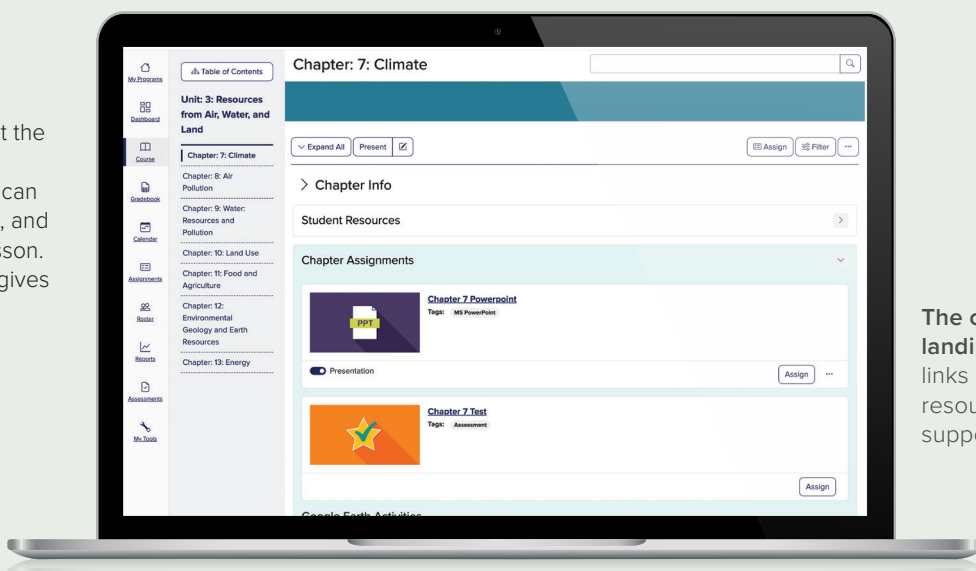 t the
can
, and
sson.
gives
My Programs
Dashboard
Course
Gradebook
Calendar
Assignments
Roster
Reports
Assessments
My Tools
Table of Contents
Unit: 3: Resources
from Air, Water, and
Land
Chapter: 7: Climate
Chapter: 8: Air
Pollution
Chapter: 9: Water:
Resources and
Pollution
Chapter: 10: Land Use
Chapter: 11: Food and
Agriculture
Chapter: 12:
Environmental
Geology and Earth
Resources
Chapter: 13: Energy
Chapter: 7: Climate
Expand All Present Assign Filter
Chapter Info
Student Resources
Chapter Assignments
PPT
Chapter 7 Powerpoint
Tags: MS PowerPoint
Presentation Assign
Chapter 7 Test
Tags: Assessment
Assign
Google Earth Activities
The c
landi
links
resou
suppo